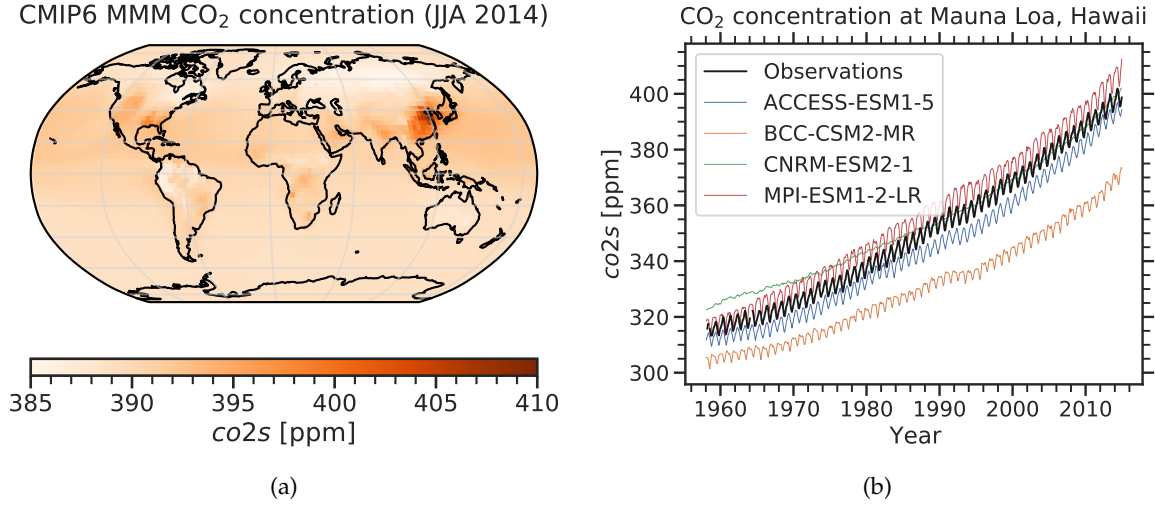 CMIP6 MMM CO₂ concentration (JJA 2014)
385 390 395 400 405 410
co2s [ppm]
(a)
CO₂ concentration at Mauna Loa, Hawaii
Observations
ACCESS-ESM1-5
BCC-CSM2-MR
CNRM-ESM2-1
MPI-ESM1-2-LR
400
380
360
340
320
300
co2s [ppm]
1960 1970 1980 1990 2000 2010
Year
(b)